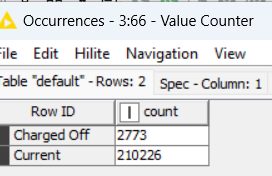 Occurrences - 3:66 - Value Counter
File Edit Hilite Navigation View
Table "default" - Rows: 2 Spec - Column: 1
Row ID I count
Charged Off 2773
Current 210226